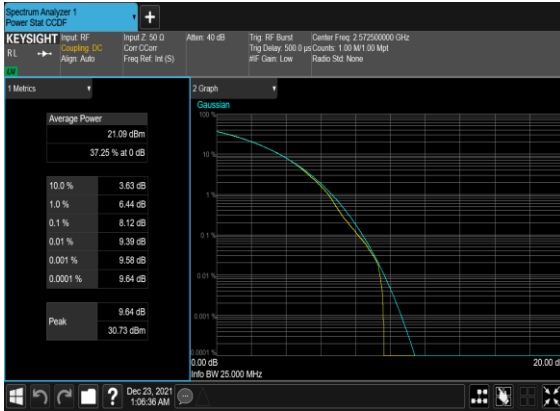 Spectrum Analyzer 1
Power Stat CCDF
KEYSIGHT
RL
Input: RF
Coupling: DC
Align: Auto
Input Z: 50 Ω
Corr CCorr
Freq Ref: Int (S)
Atten: 40 dB
Trig: RF Burst
Trig Delay: 500.0 µs
#IF Gain: Low
Center Freq: 2.572500000 GHz
Counts: 1.00 M/1.00 Mpt
Radio Std: None
1 Metrics
Average Power
21.09 dBm
37.25 % at 0 dB
10.0 % 3.63 dB
1.0 % 6.44 dB
0.1 % 8.12 dB
0.01 % 9.39 dB
0.001 % 9.58 dB
0.0001 % 9.64 dB
Peak
9.64 dB
30.73 dBm
2 Graph
Gaussian
100 %
10 %
1 %
0.1 %
0.01 %
0.001 %
0.0001 %
0.00 dB
20.00 d
Info BW 25.000 MHz
Dec 23, 2021
1:06:36 AM